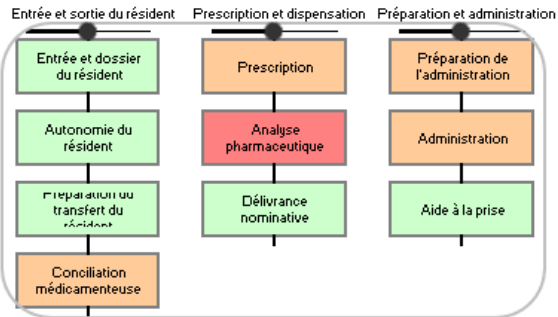 Entrée et sortie du résident
Prescription et dispensation
Préparation et administration
Entrée et dossier
du résident
Autonomie du
résident
Préparation du
transfert du
résident
Conciliation
médicamenteuse
Prescription
Analyse
pharmaceutique
Délivrance
nominative
Préparation de
l'administration
Administration
Aide à la prise